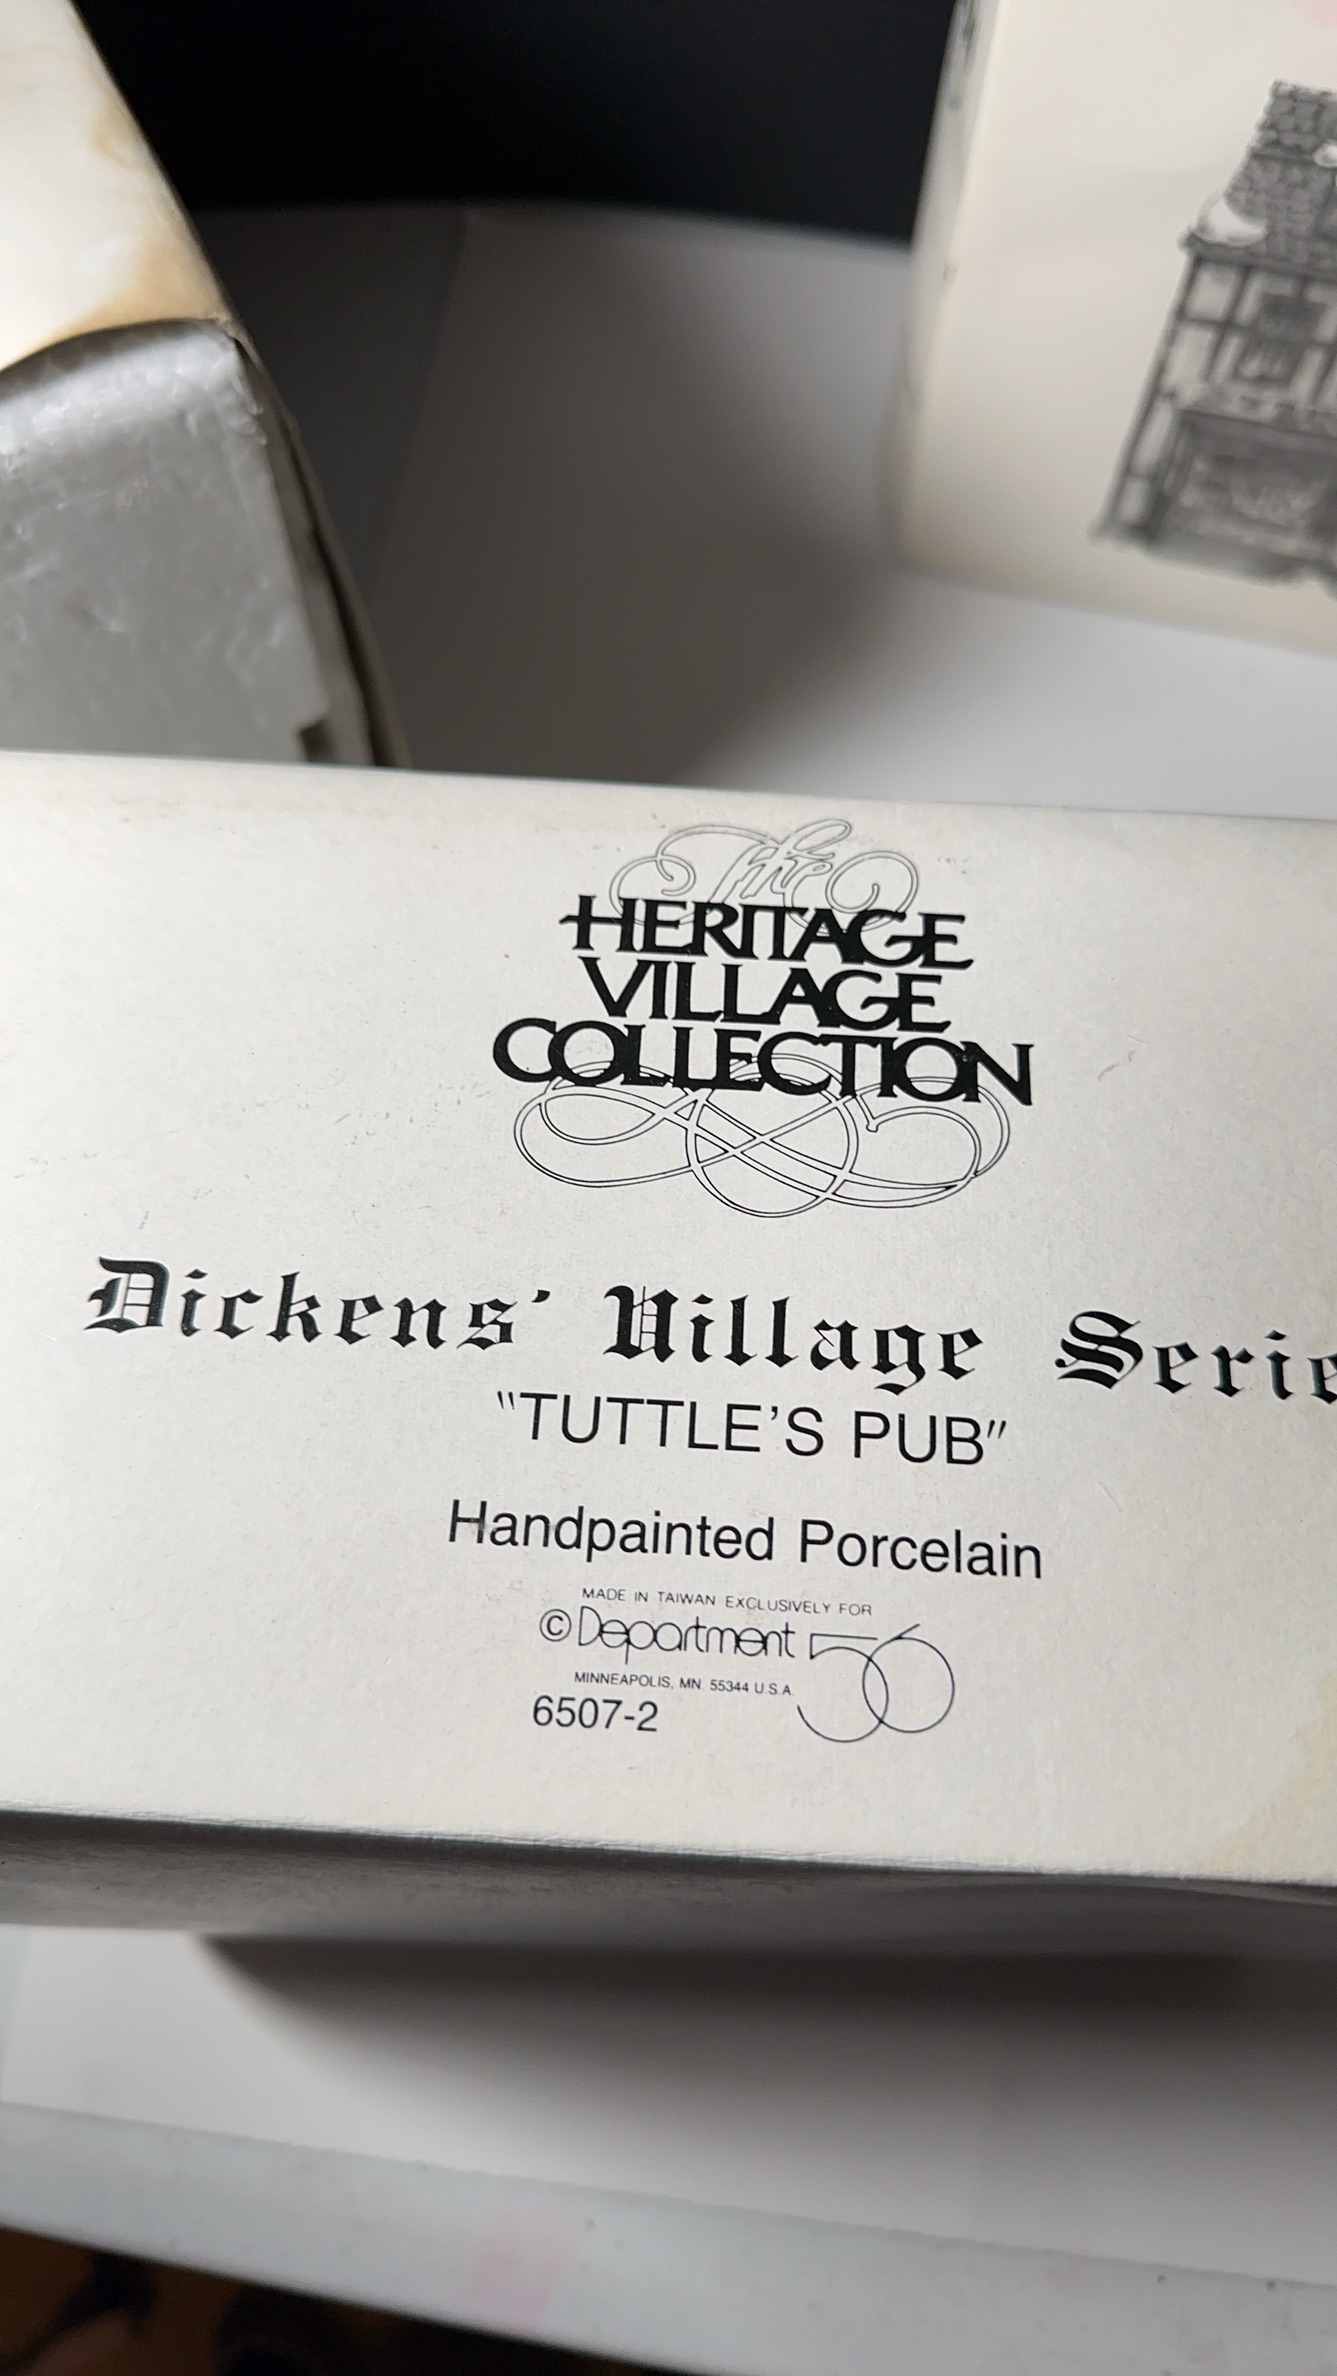 The
HERITAGE
VILLAGE
COLLECTION
Dickens' Village Serie
"TUTTLE'S PUB"
Handpainted Porcelain
MADE IN TAIWAN EXCLUSIVELY FOR
©Department 56
MINNEAPOLIS, MN. 55344 U.S.A.
6507-2